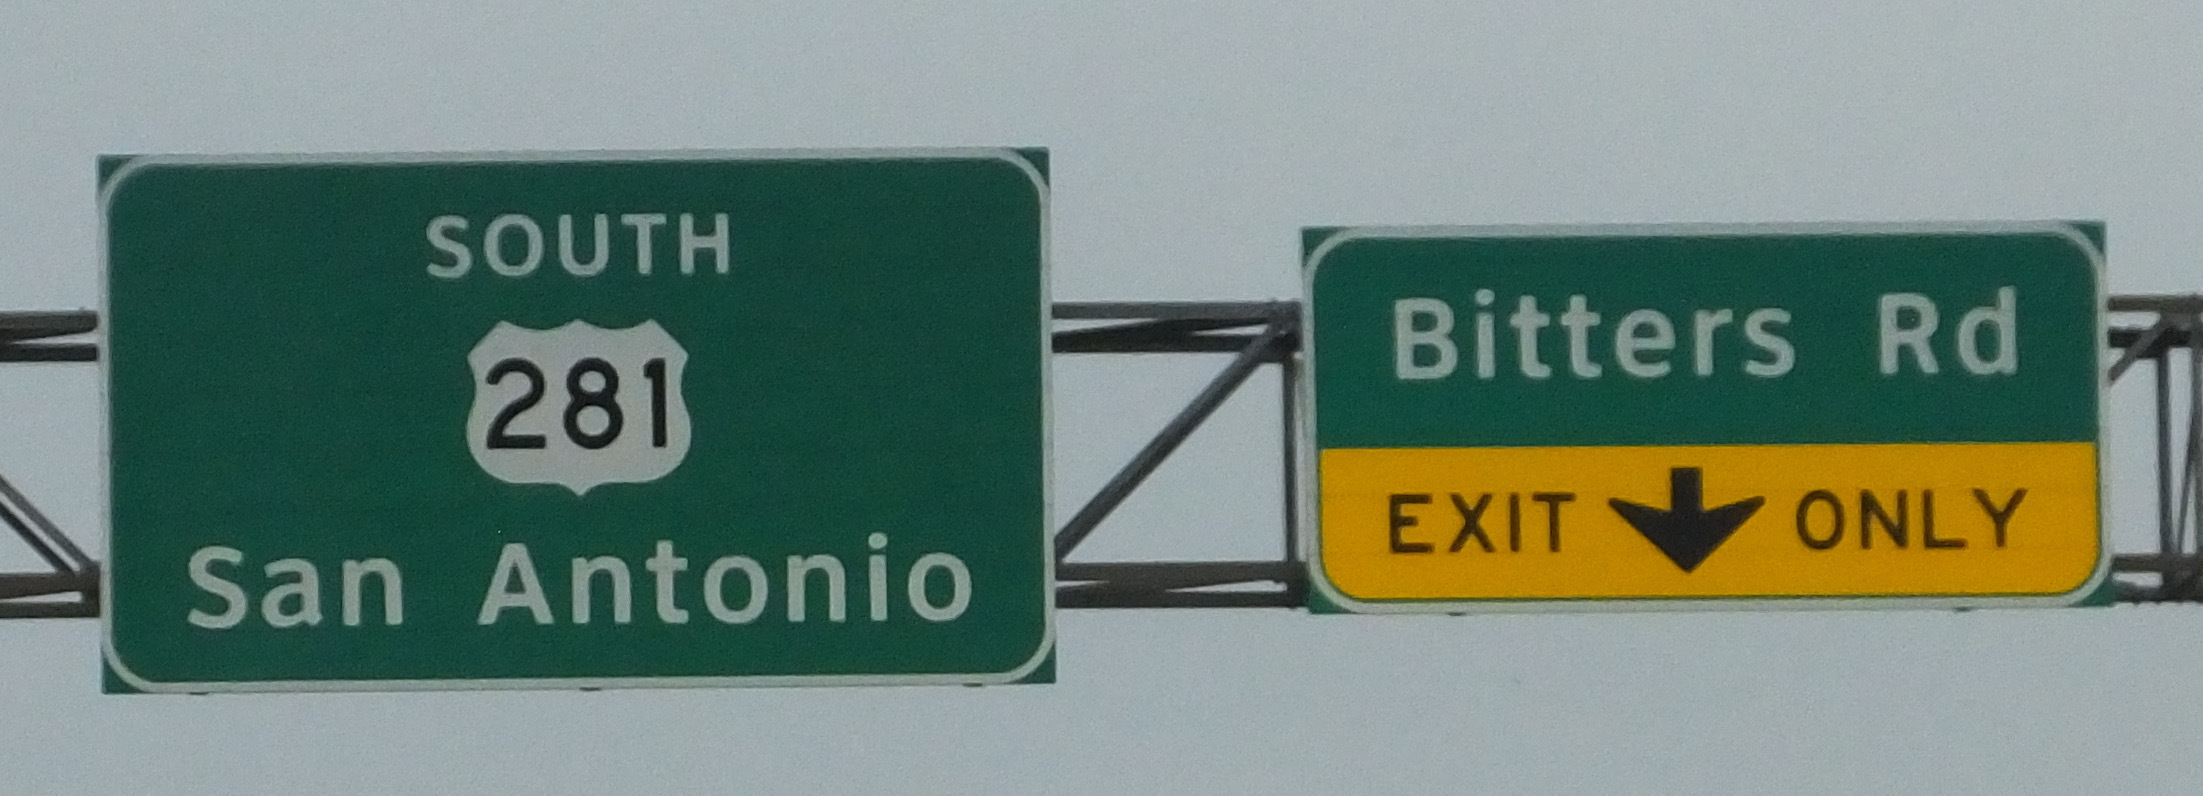 SOUTH
281
San Antonio
Bitters Rd
EXIT ONLY